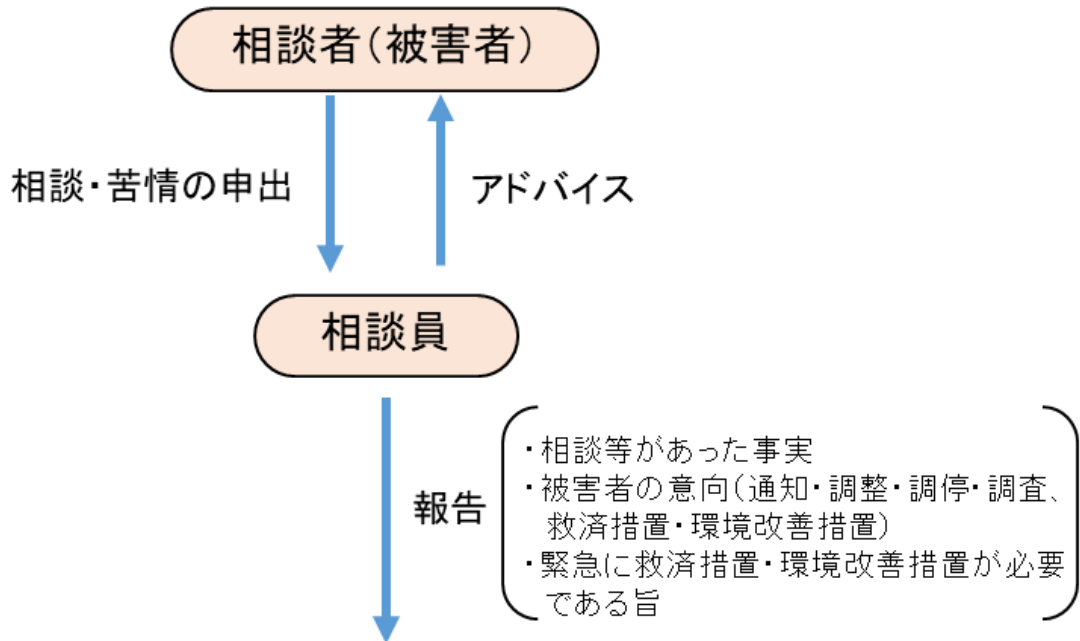 相談者(被害者)
相談・苦情の申出
アドバイス
相談員
報告
・相談等があった事実
・被害者の意向(通知・調整・調停・調査、
救済措置・環境改善措置)
・緊急に救済措置・環境改善措置が必要
である旨